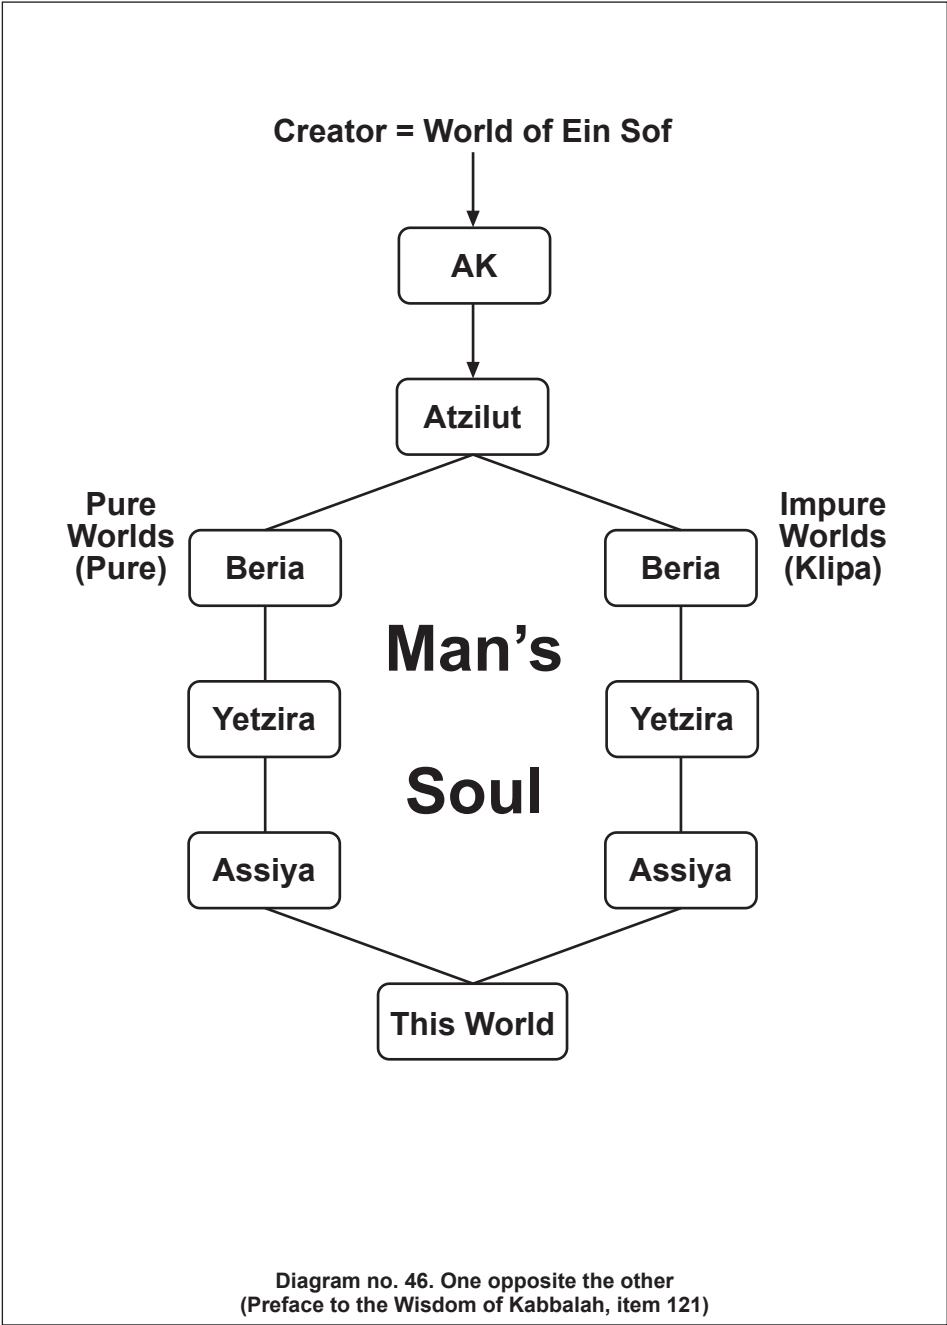 Creator = World of Ein Sof
AK
Atzilut
Pure
Worlds
(Pure)
Impure
Worlds
(Klipa)
Beria
Beria
Man’s
Yetzira
Yetzira
Soul
Assiya
Assiya
This World
Diagram no. 46. One opposite the other
(Preface to the Wisdom of Kabbalah, item 121)